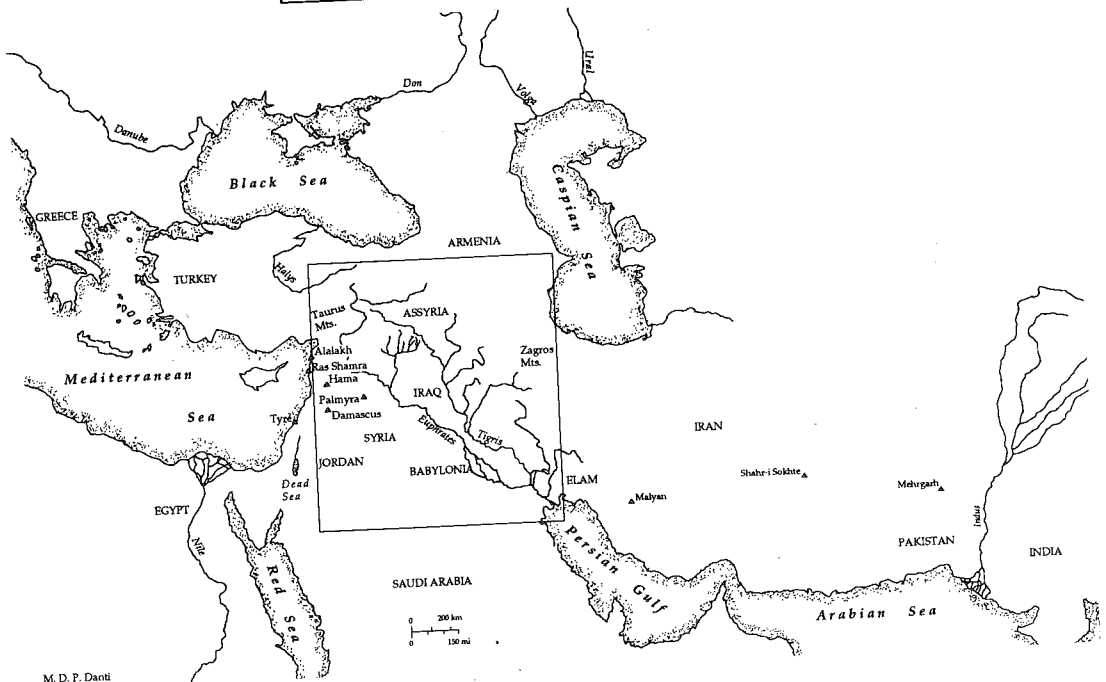 Ural
Volga
Don
Danube
Black Sea
Caspian Sea
GREECE
ARMENIA
TURKEY
Halys
Taurus
Mts.
ASSYRIA
Zagros
Mts.
Alalakh
Ras Shamra
Hama
Mediterranean
Sea
Palmyra
IRAQ
Tyre
Damascus
Euphrates
Tigris
SYRIA
IRAN
JORDAN
BABYLONIA
ELAM
Shahr-i Sokhte
Mehrgarh
Dead
Sea
Malyan
EGYPT
Nile
Indus
PAKISTAN
INDIA
Persian Gulf
Red Sea
SAUDI ARABIA
Arabian Sea
0 200 km
0 150 mi
M. D. P. Danti